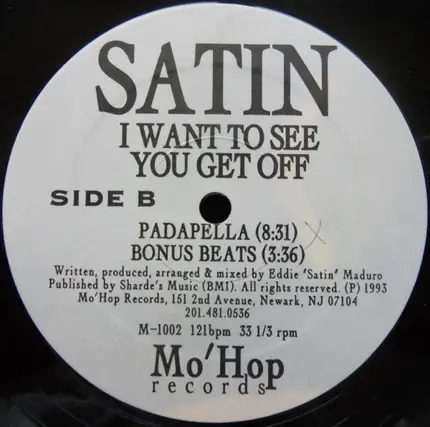 SATIN
I WANT TO SEE
YOU GET OFF
SIDE B
PADAPELLA (8:31) X
BONUS BEATS (3:36)
Written, produced, arranged & mixed by Eddie 'Satin' Maduro
Published by Sharde's Music (BMI). All rights reserved. (P) 1993
Mo'Hop Records, 151 2nd Avenue, Newark, NJ 07104
201.481.0536
M-1002 121bpm 33 1/3 rpm
Mo'Hop
records